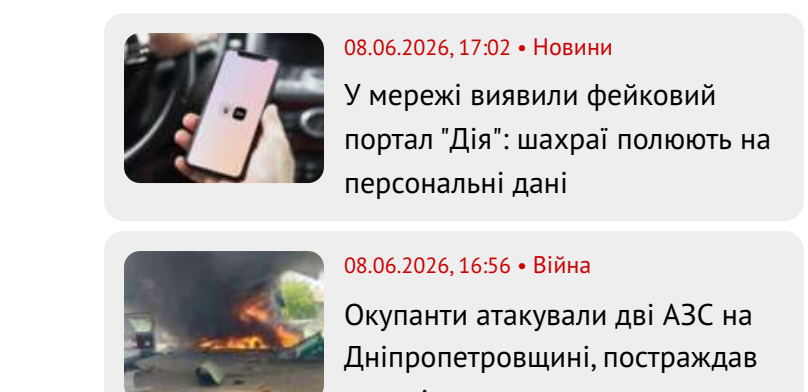 08.06.2026, 17:02 • Новини
У мережі виявили фейковий
портал "Дія": шахраї полюють на
персональні дані
08.06.2026, 16:56 • Війна
Окупанти атакували дві АЗС на
Дніпропетровщині, постраждав